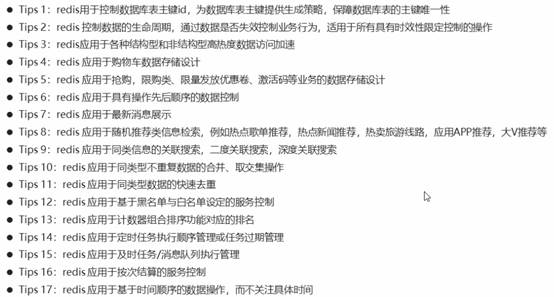 Tips 1：redis用于控制数据库表主键id，为数据库表主键提供生成策略，保障数据库表的主键唯一性
Tips 2：redis 控制数据的生命周期，通过数据是否失效控制业务行为，适用于所有具有时效性限定控制的操作
Tips 3：redis应用于各种结构型和非结构型高热度数据访问加速
Tips 4：redis 应用于购物车数据存储设计
Tips 5：redis 应用于抢购，限购类、限量发放优惠卷、激活码等业务的数据存储设计
Tips 6：redis 应用于具有操作先后顺序的数据控制
Tips 7：redis 应用于最新消息展示
Tips 8：redis 应用于随机推荐类信息检索，例如热点歌单推荐，热点新闻推荐，热卖旅游线路，应用APP推荐，大V推荐等
Tips 9：redis 应用于同类信息的关联搜索，二度关联搜索，深度关联搜索
Tips 10：redis 应用于同类型不重复数据的合并、取交集操作
Tips 11：redis 应用于同类型数据的快速去重
Tips 12：redis 应用于基于黑名单与白名单设定的服务控制
Tips 13：redis 应用于计数器组合排序功能对应的排名
Tips 14：redis 应用于定时任务执行顺序管理或任务过期管理
Tips 15：redis 应用于及时任务/消息队列执行管理
Tips 16：redis 应用于按次结算的服务控制
Tips 17：redis 应用于基于时间顺序的数据操作，而不关注具体时间